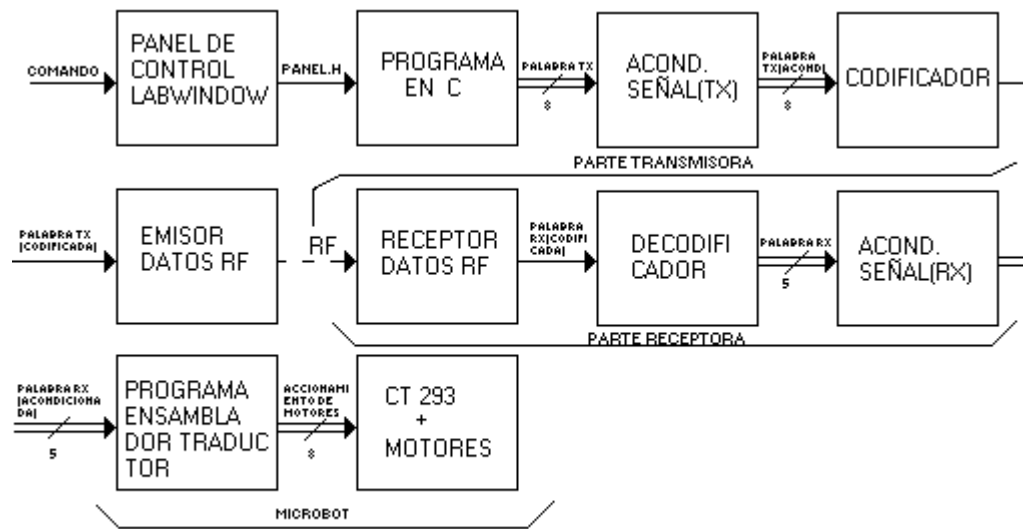 COMANDO
PANEL DE
CONTROL
LABWINDOW
PANEL.H
PROGRAMA
EN C
PALABRA TX
8
ACOND.
SEÑAL(TX)
PALABRA
TX(ACOND)
8
CODIFICADOR
PARTE TRANSMISORA
PALABRA TX
(CODIFICADA)
EMISOR
DATOS RF
RF
RECEPTOR
DATOS RF
PALABRA
RX(CODIFI
CADA)
DECODIFI
CADOR
PALABRA RX
5
ACOND.
SEÑAL(RX)
PARTE RECEPTORA
PALABRA RX
(ACONDICIONA
DA)
5
PROGRAMA
ENSAMBLA
DOR TRADUC
TOR
ACCIONAMI
ENTO DE
MOTORES
8
CT 293
+
MOTORES
MICROBOT